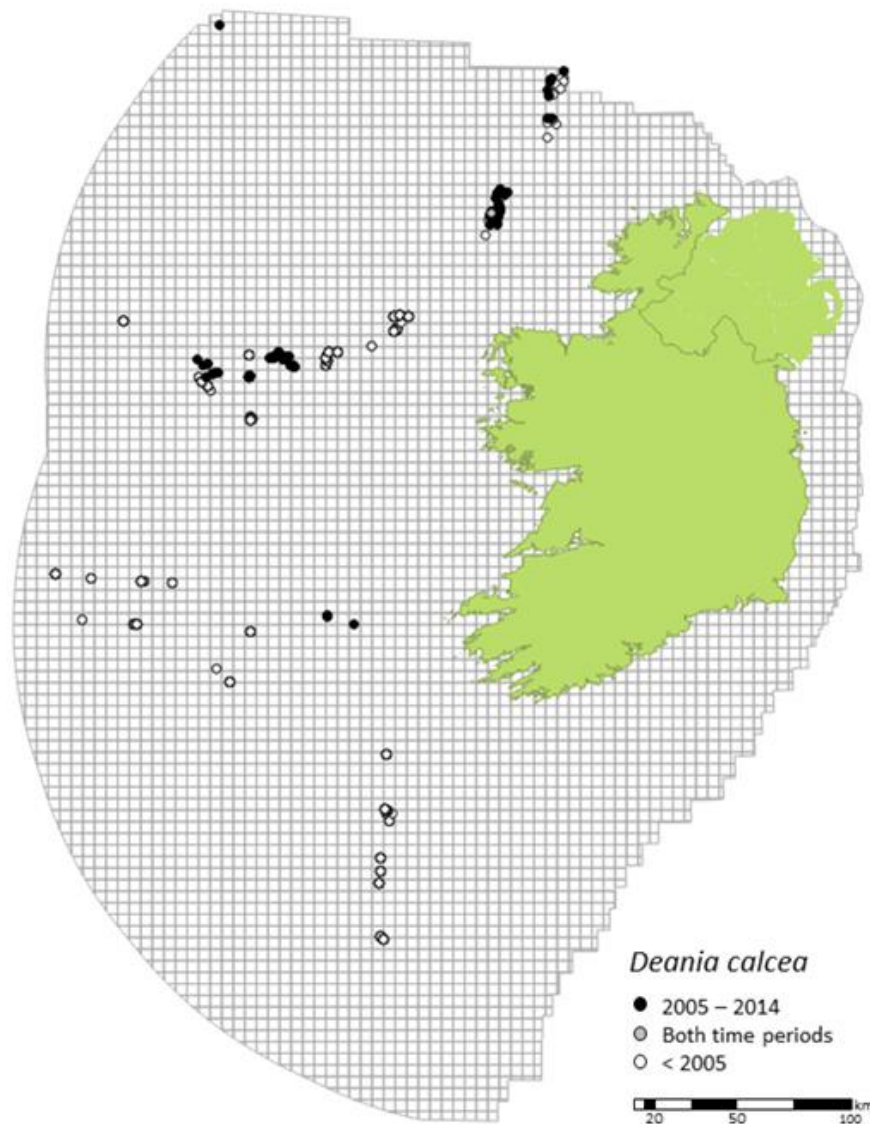 Deania calcea
2005 – 2014
Both time periods
< 2005
km
20 50 100